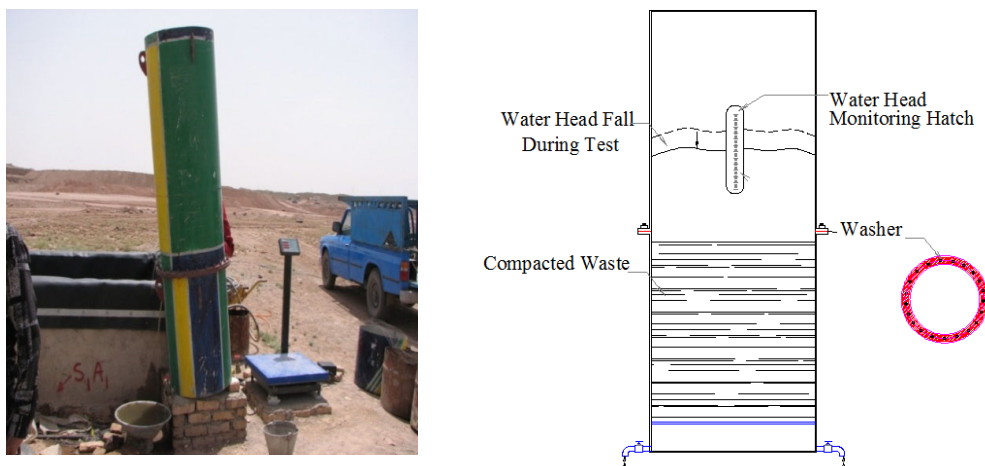 S1A1
Water Head Fall
During Test
Water Head
Monitoring Hatch
Washer
Compacted Waste